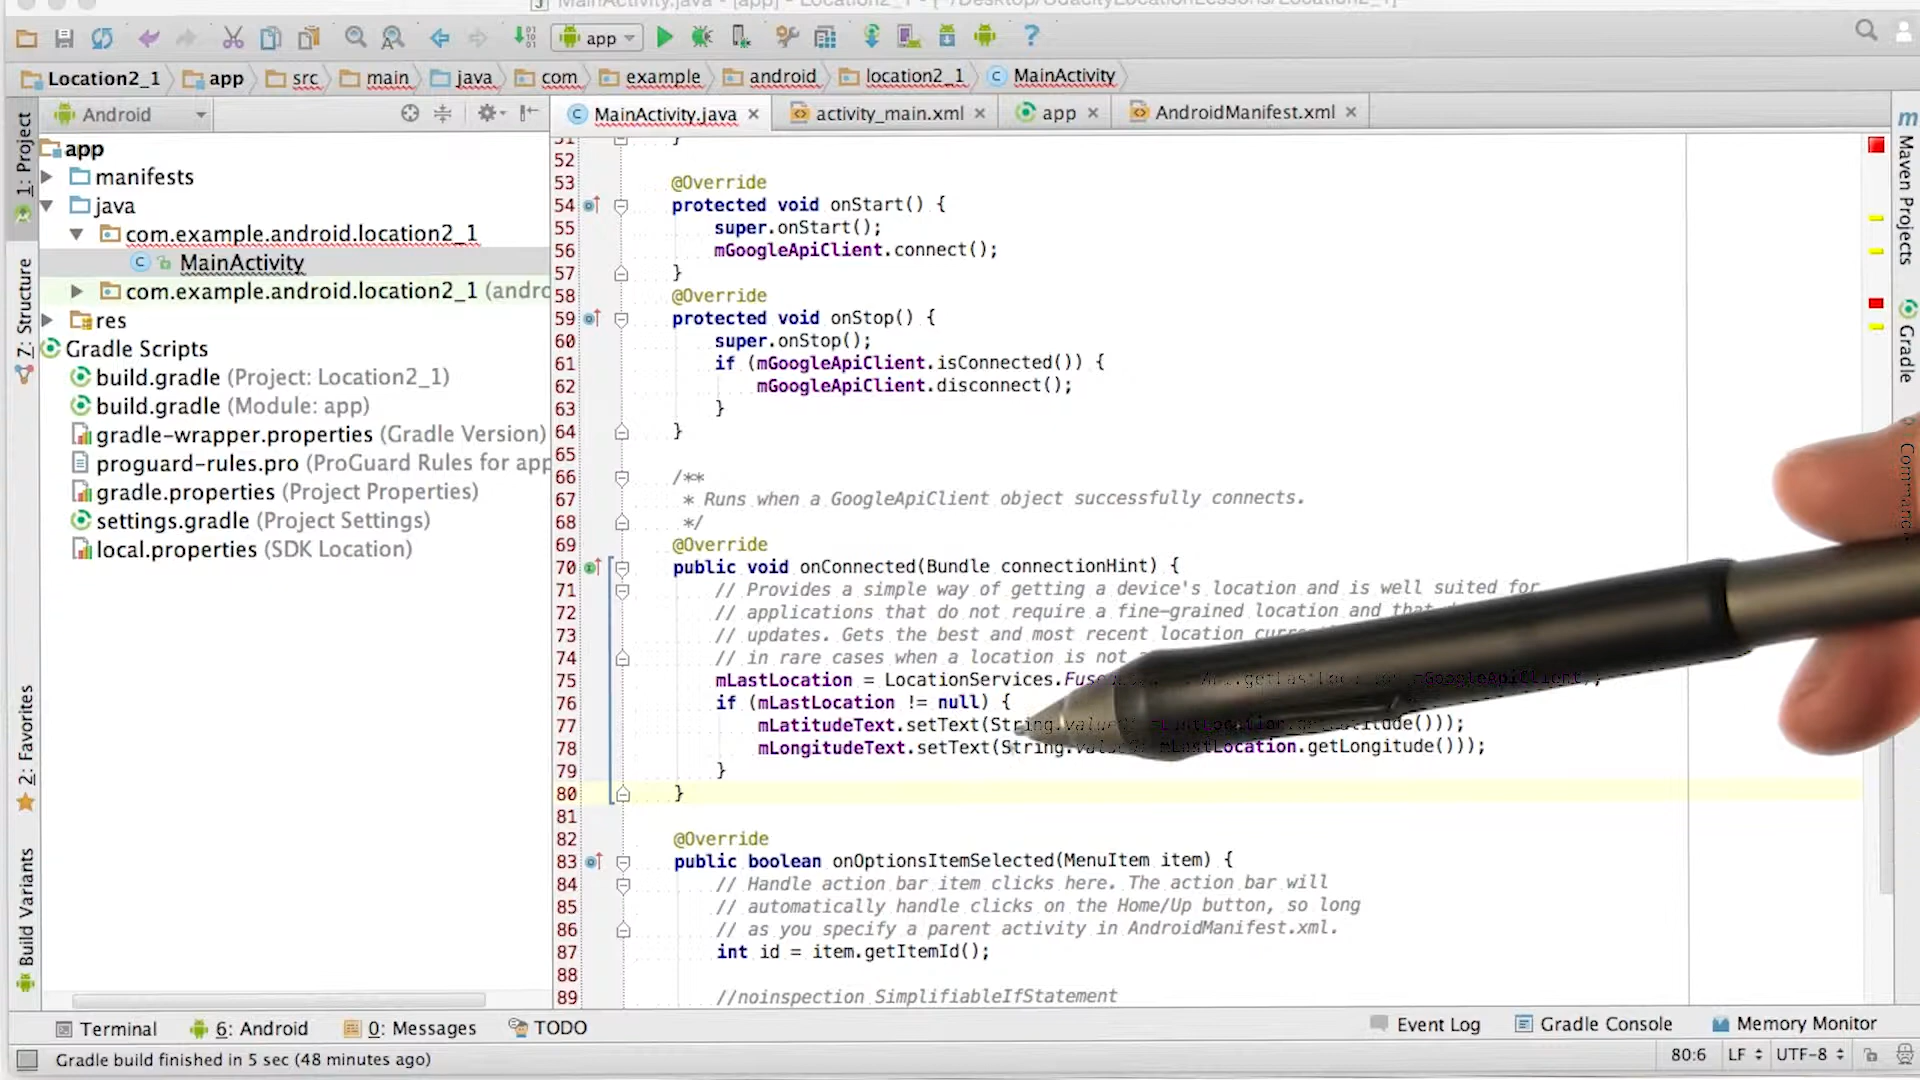 MainActivity.java - [app] - Location2_1 - [~/Desktop/UdacityLocationLessons/Location2_1]
app
Location2_1 app src main java com example android location2_1 MainActivity
Android
MainActivity.java activity_main.xml app AndroidManifest.xml
1: Project
Z: Structure
2: Favorites
Build Variants
app
manifests
java
com.example.android.location2_1
MainActivity
com.example.android.location2_1 (andro
res
Gradle Scripts
build.gradle (Project: Location2_1)
build.gradle (Module: app)
gradle-wrapper.properties (Gradle Version)
proguard-rules.pro (ProGuard Rules for app
gradle.properties (Project Properties)
settings.gradle (Project Settings)
local.properties (SDK Location)
51 }
52
53 @Override
54 protected void onStart() {
55 super.onStart();
56 mGoogleApiClient.connect();
57 }
58 @Override
59 protected void onStop() {
60 super.onStop();
61 if (mGoogleApiClient.isConnected()) {
62 mGoogleApiClient.disconnect();
63 }
64 }
65
66 /**
67 * Runs when a GoogleApiClient object successfully connects.
68 */
69 @Override
70 public void onConnected(Bundle connectionHint) {
71 // Provides a simple way of getting a device's location and is well suited for
72 // applications that do not require a fine-grained location and that
73 // updates. Gets the best and most recent location
74 // in rare cases when a location is not
75 mLastLocation = LocationServices. mGoogleApiClient);
76 if (mLastLocation != null) {
77 mLatitudeText.setText(String.
78 mLongitudeText.setText(String. mLastLocation.getLongitude()));
79 }
80 }
81
82 @Override
83 public boolean onOptionsItemSelected(MenuItem item) {
84 // Handle action bar item clicks here. The action bar will
85 // automatically handle clicks on the Home/Up button, so long
86 // as you specify a parent activity in AndroidManifest.xml.
87 int id = item.getItemId();
88
89 //noinspection SimplifiableIfStatement
m Maven Projects
Gradle
Terminal 6: Android 0: Messages TODO Event Log Gradle Console Memory Monitor
Gradle build finished in 5 sec (48 minutes ago) 80:6 LF UTF-8